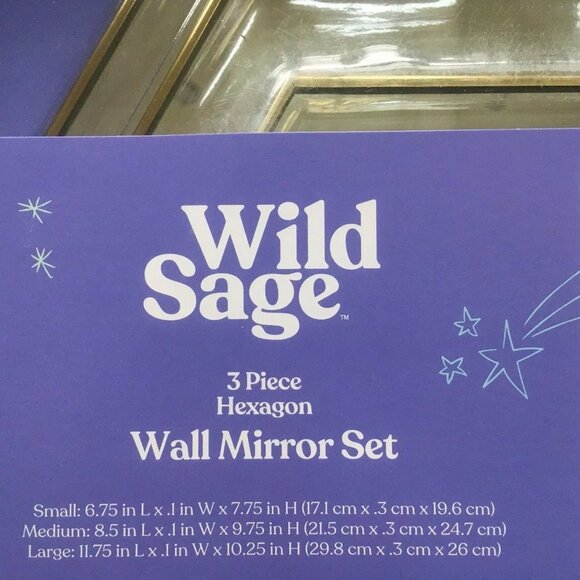 Wild
Sage™
3 Piece
Hexagon
Wall Mirror Set
Small: 6.75 in L x .1 in W x 7.75 in H (17.1 cm x .3 cm x 19.6 cm)
Medium: 8.5 in L x .1 in W x 9.75 in H (21.5 cm x .3 cm x 24.7 cm)
Large: 11.75 in L x .1 in W x 10.25 in H (29.8 cm x .3 cm x 26 cm)